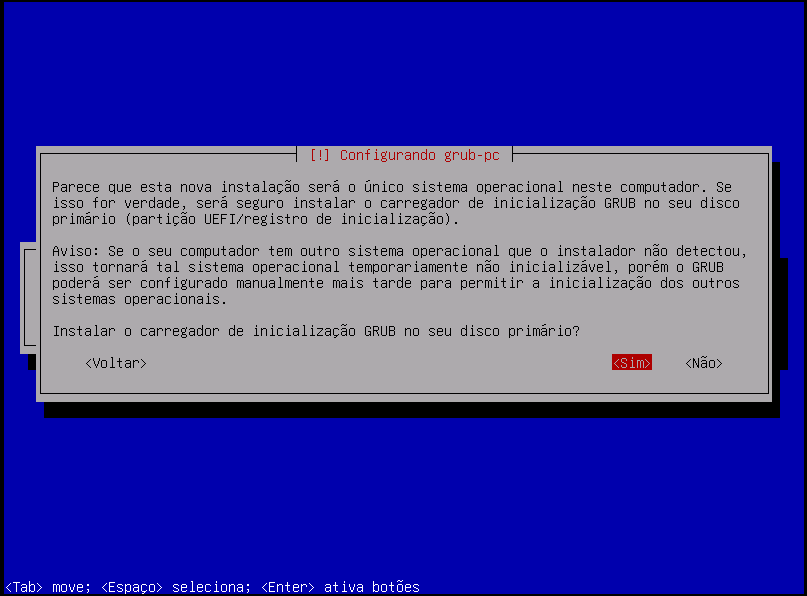 [!] Configurando grub-pc
Parece que esta nova instalação será o único sistema operacional neste computador. Se
isso for verdade, será seguro instalar o carregador de inicialização GRUB no seu disco
primário (partição UEFI/registro de inicialização).
Aviso: Se o seu computador tem outro sistema operacional que o instalador não detectou,
isso tornará tal sistema operacional temporariamente não inicializável, porém o GRUB
poderá ser configurado manualmente mais tarde para permitir a inicialização dos outros
sistemas operacionais.
Instalar o carregador de inicialização GRUB no seu disco primário?
<Voltar> <Sim> <Não>
<Tab> move; <Espaço> seleciona; <Enter> ativa botões